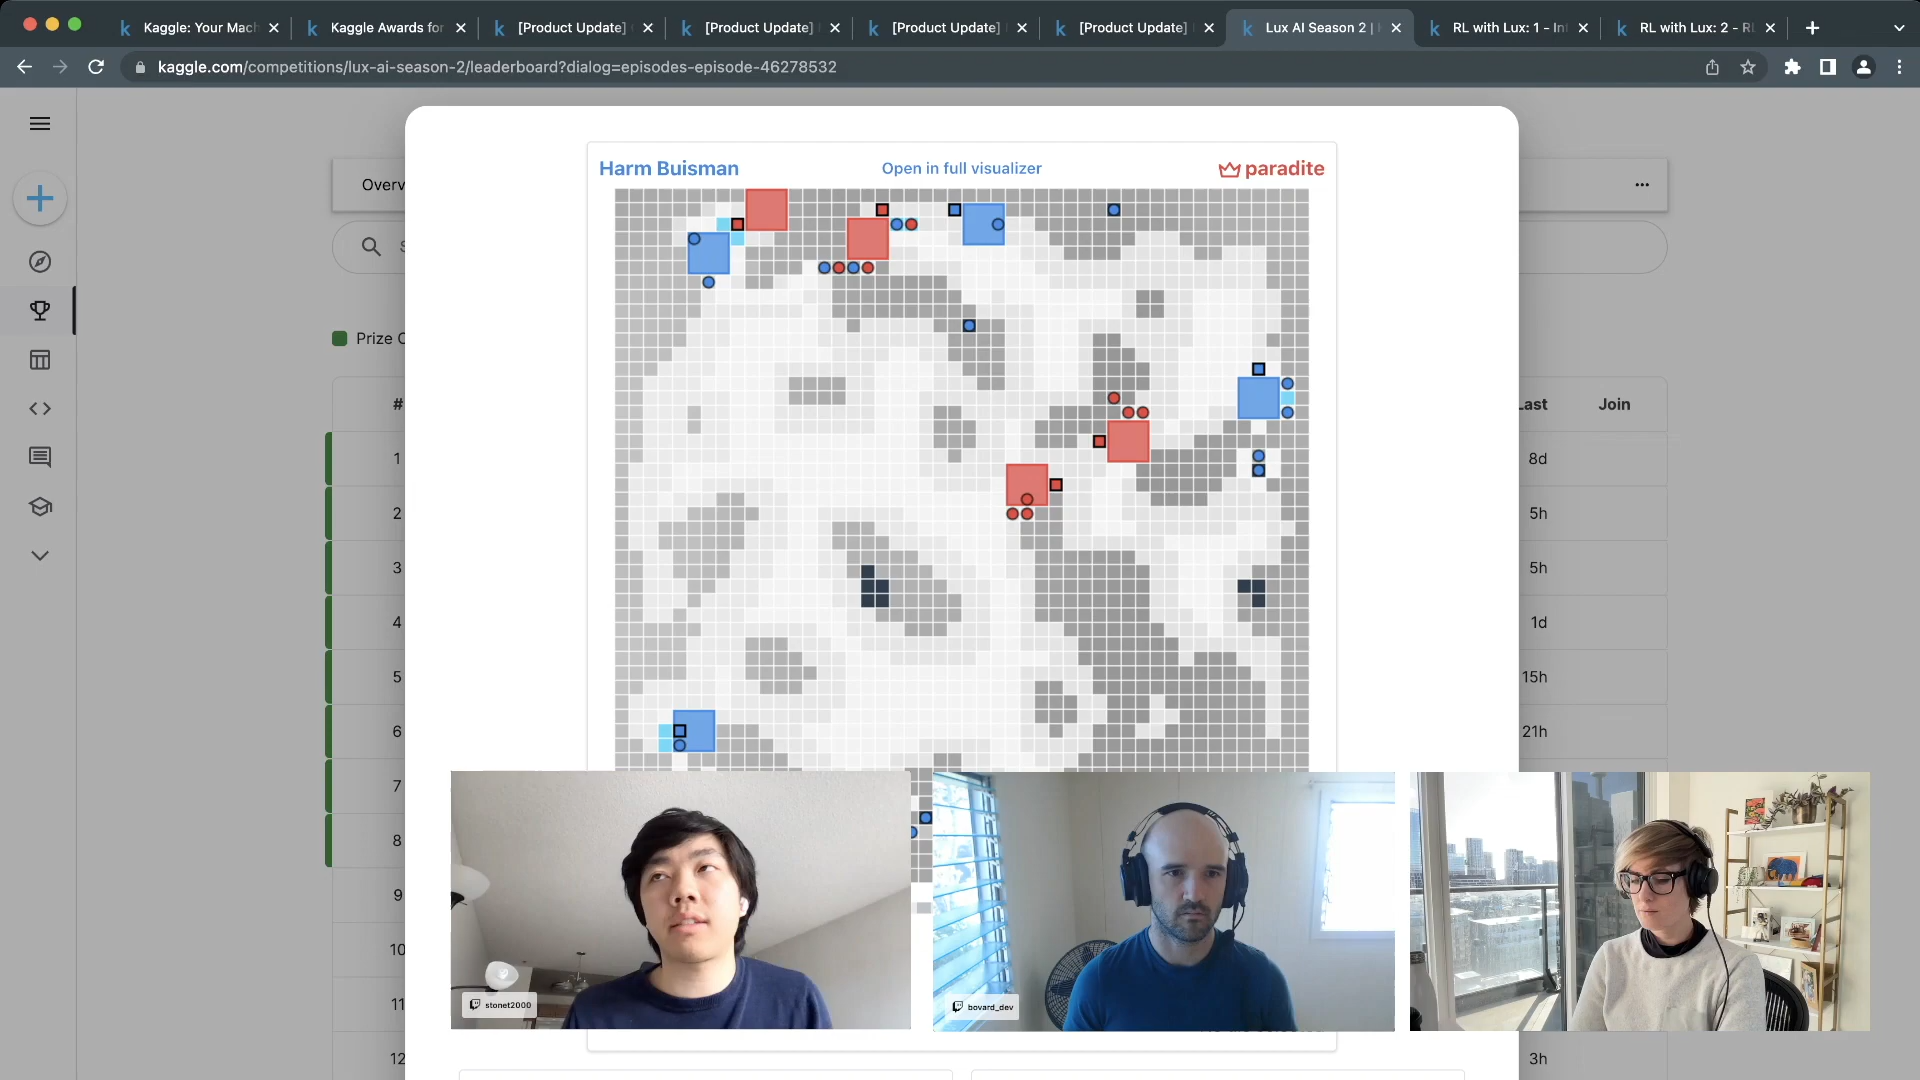 Kaggle: Your Mach
Kaggle Awards for
[Product Update]
[Product Update]
[Product Update]
[Product Update]
Lux AI Season 2 |
RL with Lux: 1 - In
RL with Lux: 2 - RL
kaggle.com/competitions/lux-ai-season-2/leaderboard?dialog=episodes-episode-46278532
Harm Buisman
Open in full visualizer
paradite
Overv
Prize C
#
Last
Join
1
8d
2
5h
3
5h
4
1d
5
15h
6
21h
7
8
9
10
11
12
3h
stonet2000
bovard_dev